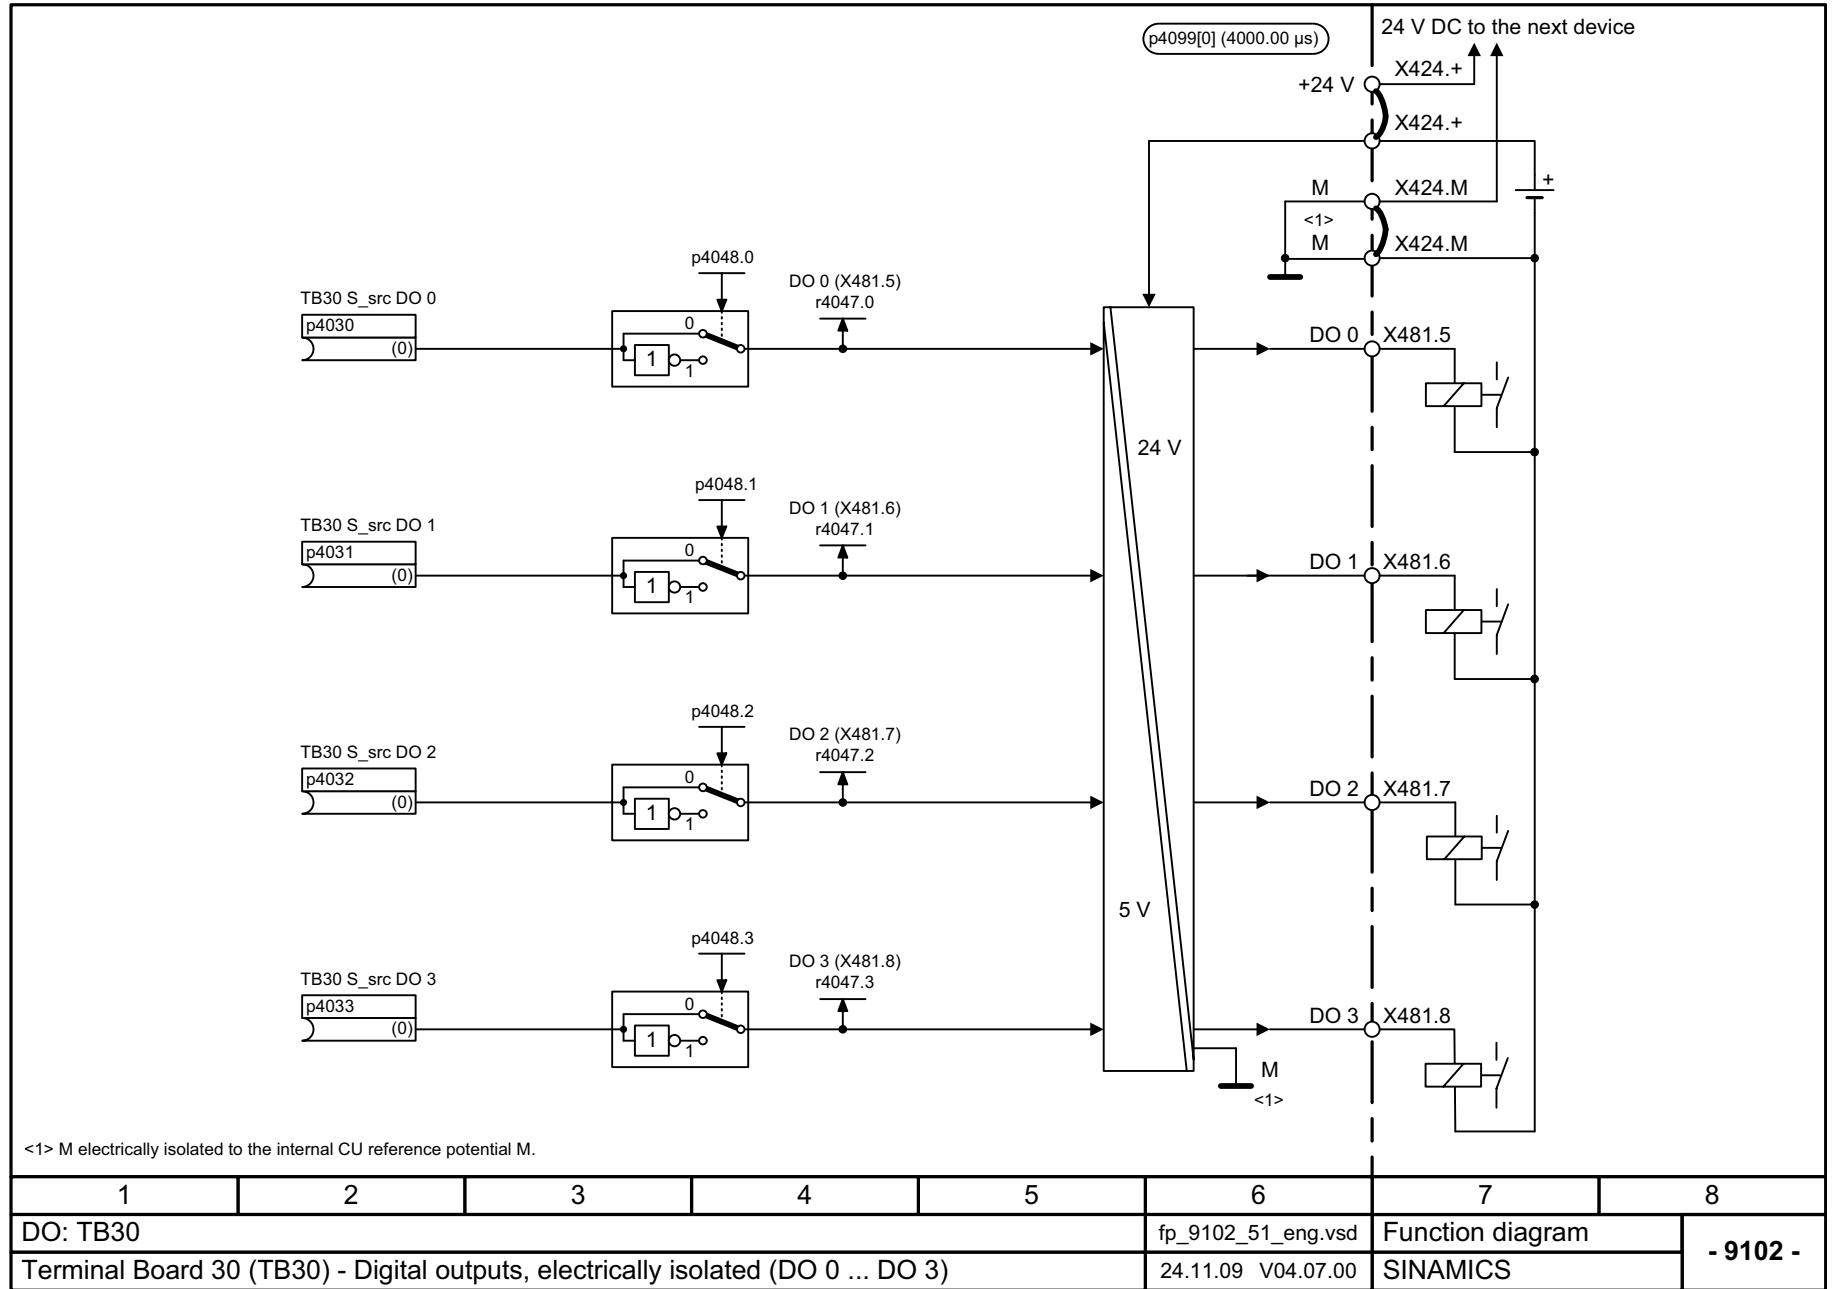 24 V DC to the next device
p4099[0] (4000.00 µs)
X424.+
+24 V
X424.+
M X424.M
<1>
M X424.M
p4048.0
DO 0 (X481.5)
r4047.0
TB30 S_src DO 0
p4030
(0)
0
1
1
DO 0 X481.5
24 V
p4048.1
DO 1 (X481.6)
r4047.1
TB30 S_src DO 1
p4031
(0)
0
1
1
DO 1 X481.6
p4048.2
DO 2 (X481.7)
r4047.2
TB30 S_src DO 2
p4032
(0)
0
1
1
DO 2 X481.7
5 V
p4048.3
DO 3 (X481.8)
r4047.3
TB30 S_src DO 3
p4033
(0)
0
1
1
DO 3 X481.8
M
<1>
+
<1> M electrically isolated to the internal CU reference potential M.
1 2 3 4 5 6 7 8
DO: TB30 fp_9102_51_eng.vsd Function diagram
- 9102 -
Terminal Board 30 (TB30) - Digital outputs, electrically isolated (DO 0 ... DO 3) 24.11.09 V04.07.00 SINAMICS